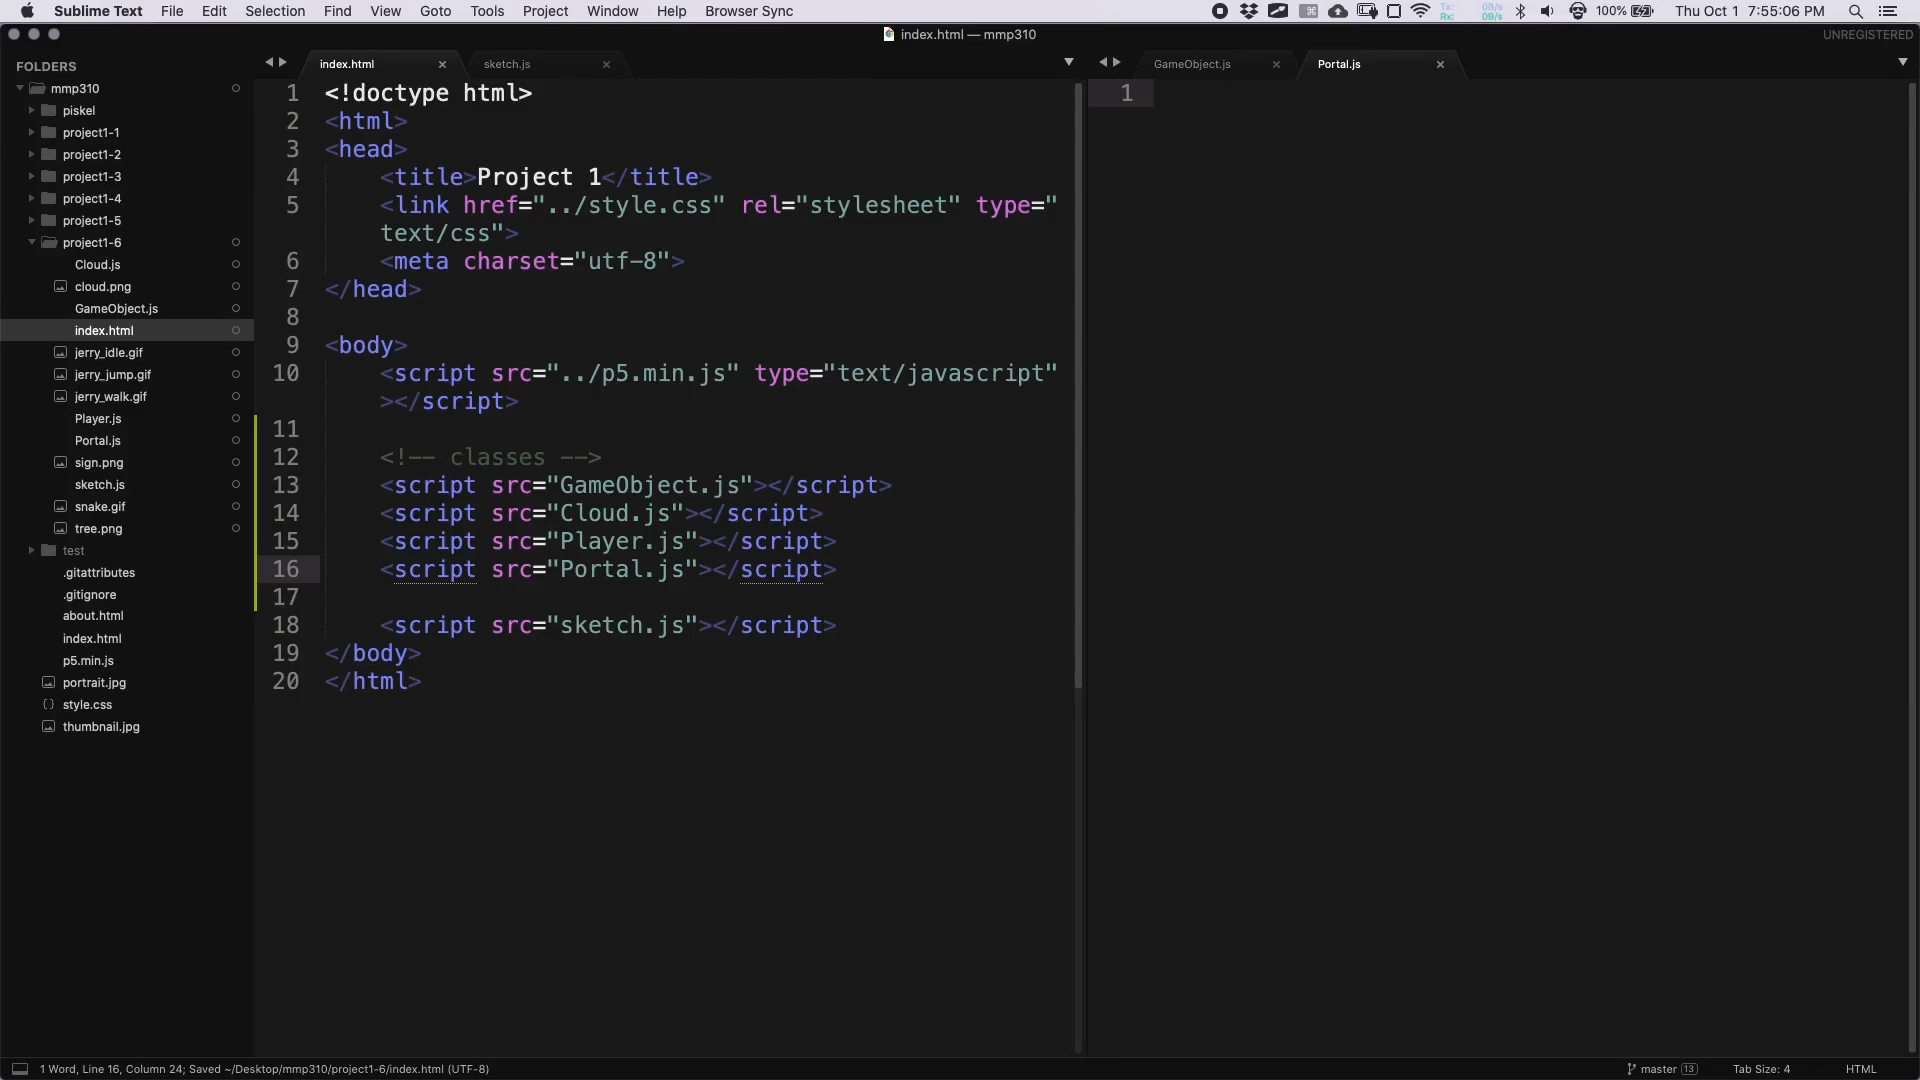 Sublime Text File Edit Selection Find View Goto Tools Project Window Help Browser Sync
Tx: 0B/s
Rx: 0B/s
100% Thu Oct 1 7:55:06 PM
index.html — mmp310
UNREGISTERED
FOLDERS
mmp310
piskel
project1-1
project1-2
project1-3
project1-4
project1-5
project1-6
Cloud.js
cloud.png
GameObject.js
index.html
jerry_idle.gif
jerry_jump.gif
jerry_walk.gif
Player.js
Portal.js
sign.png
sketch.js
snake.gif
tree.png
test
.gitattributes
.gitignore
about.html
index.html
p5.min.js
portrait.jpg
style.css
thumbnail.jpg
index.html × sketch.js ×
1 <!doctype html>
2 <html>
3 <head>
4 <title>Project 1</title>
5 <link href="../style.css" rel="stylesheet" type="
text/css">
6 <meta charset="utf-8">
7 </head>
8
9 <body>
10 <script src="../p5.min.js" type="text/javascript"
></script>
11
12 <!-- classes -->
13 <script src="GameObject.js"></script>
14 <script src="Cloud.js"></script>
15 <script src="Player.js"></script>
16 <script src="Portal.js"></script>
17
18 <script src="sketch.js"></script>
19 </body>
20 </html>
GameObject.js × Portal.js ×
1
1 Word, Line 16, Column 24; Saved ~/Desktop/mmp310/project1-6/index.html (UTF-8)
master 13 Tab Size: 4 HTML